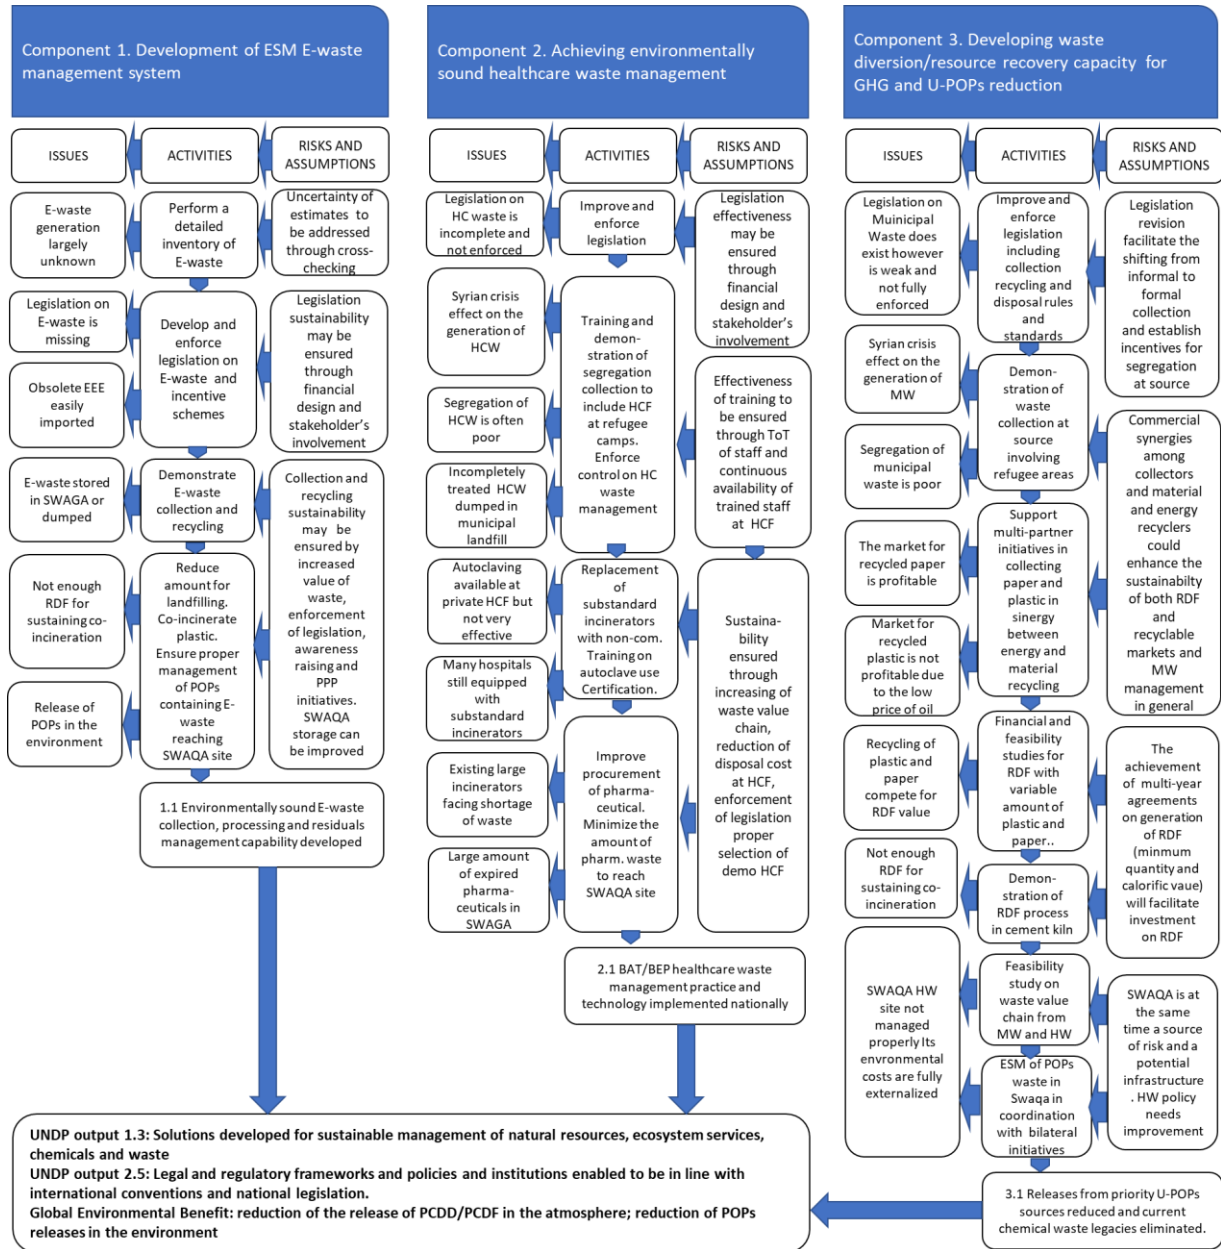 Component 1. Development of ESM E-waste
management system
ISSUES
ACTIVITIES
RISKS AND
ASSUMPTIONS
E-waste
generation
largely
unknown
Perform a
detailed
inventory of
E-waste
Uncertainty of
estimates to
be addressed
through cross-
checking
Legislation on
E-waste is
missing
Obsolete EEE
easily
imported
Develop and
enforce
legislation on
E-waste and
incentive
schemes
Legislation
sustainability
may be
ensured
through
financial
design and
stakeholder's
involvement
E-waste stored
in SWAGA or
dumped
Demonstrate
E-waste
collection and
recycling
Collection and
recycling
sustainability
may be
ensured by
increased
value of
waste,
enforcement
of legislation,
awareness
raising and
PPP
initiatives.
SWAQA
storage can
be improved
Not enough
RDF for
sustaining co-
incineration
Release of
POPs in the
environment
Reduce
amount for
landfilling.
Co-incinerate
plastic.
Ensure proper
management
of POPs
containing E-
waste
reaching
SWAQA site
1.1 Environmentally sound E-waste
collection, processing and residuals
management capability developed
Component 2. Achieving environmentally
sound healthcare waste management
ISSUES
ACTIVITIES
RISKS AND
ASSUMPTIONS
Legislation on
HC waste is
incomplete and
not enforced
Improve and
enforce
legislation
Legislation
effectiveness
may be
ensured
through
financial
design and
stakeholder's
involvement
Syrian crisis
effect on the
generation of
HCW
Segregation of
HCW is often
poor
Incompletely
treated HCW
dumped in
municipal
landfill
Training and
demon-
stration of
segregation
collection to
include HCF
at refugee
camps.
Enforce
control on HC
waste
management
Effectiveness
of training to
be ensured
through ToT
of staff and
continuous
availability of
trained staff
at HCF
Autoclaving
available at
private HCF but
not very
effective
Many hospitals
still equipped
with
substandard
incinerators
Replacement
of
substandard
incinerators
with non-com.
Training on
autoclave use
Certification.
Sustaina-
bility
ensured
through
increasing of
waste value
chain,
reduction of
disposal cost
at HCF,
enforcement
of legislation
proper
selection of
demo HCF
Existing large
incinerators
facing shortage
of waste
Large amount
of expired
pharma-
ceuticals in
SWAGA
Improve
procurement
of pharma-
ceutical.
Minimize the
amount of
pharm. waste
to reach
SWAQA site
2.1 BAT/BEP healthcare waste
management practice and
technology implemented nationally
Component 3. Developing waste
diversion/resource recovery capacity for
GHG and U-POPs reduction
ISSUES
ACTIVITIES
RISKS AND
ASSUMPTIONS
Legislation on
Muinicipal
Waste does
exist however
is weak and
not fully
enforced
Improve and
enforce
legislation
including
collection
recycling and
disposal rules
and
standards
Legislation
revision
facilitate the
shifting from
informal to
formal
collection and
establish
incentives for
segregation
at source
Syrian crisis
effect on the
generation of
MW
Segregation of
municipal
waste is poor
Demon-
stration of
waste
collection at
source
involving
refugee areas
Commercial
synergies
among
collectors
and material
and energy
recyclers
could
enhance the
sustainabilty
of both RDF
and
recyclable
markets and
MW
management
in general
The market for
recycled paper
is profitable
Market for
recycled plastic
is not
profitable due
to the low
price of oil
Support
multi-partner
initiatives in
collecting
paper and
plastic in
sinergy
between
energy and
material
recycling
Recycling of
plastic and
paper
compete for
RDF value
Financial and
feasibility
studies for
RDF with
variable
amount of
plastic and
paper..
The
achievement
of multi-year
agreements
on generation
of RDF
(minmum
quantity and
calorific vaue)
will facilitate
investment
on RDF
Not enough
RDF for
sustaining co-
incineration
Demon-
stration of
RDF process
in cement kiln
SWAQA HW
site not
managed
properly Its
envronmental
costs are fully
externalized
Feasibility
study on
waste value
chain from
MW and HW
ESM of POPs
waste in
Swaqa in
coordination
with bilateral
initiatives
SWAQA is at
the same
time a source
of risk and a
potential
infrastructure
. HW policy
needs
improvement
3.1 Releases from priority U-POPs
sources reduced and current
chemical waste legacies eliminated.
UNDP output 1.3: Solutions developed for sustainable management of natural resources, ecosystem services,
chemicals and waste
UNDP output 2.5: Legal and regulatory frameworks and policies and institutions enabled to be in line with
international conventions and national legislation.
Global Environmental Benefit: reduction of the release of PCDD/PCDF in the atmosphere; reduction of POPs
releases in the environment